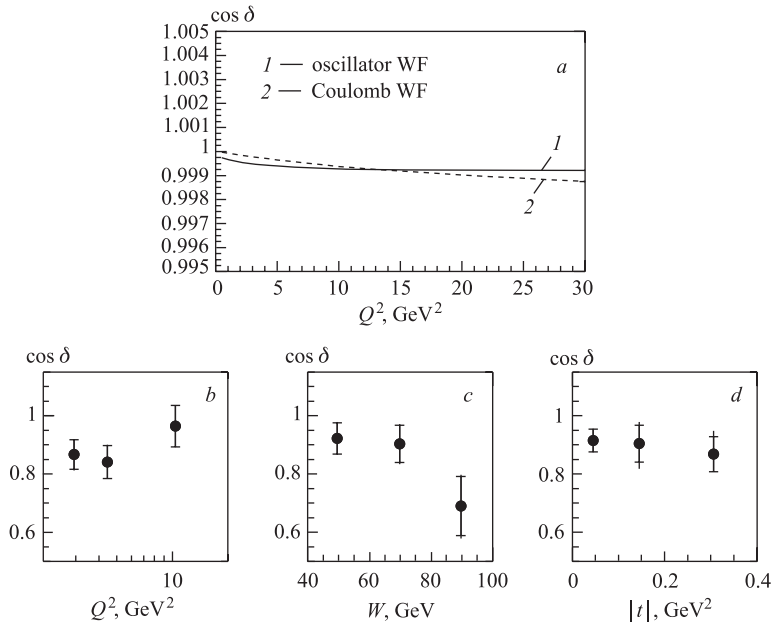 cos δ
1.005
1.004
1.003
1.002
1.001
1
0.999
0.998
0.997
0.996
0.995
1 — oscillator WF
2 — Coulomb WF
a
1
2
0 5 10 15 20 25 30
Q², GeV²
cos δ
b
1
0.8
0.6
10
Q², GeV²
cos δ
c
1
0.8
0.6
40 60 80 100
W, GeV
cos δ
d
1
0.8
0.6
0 0.2 0.4
|t|, GeV²